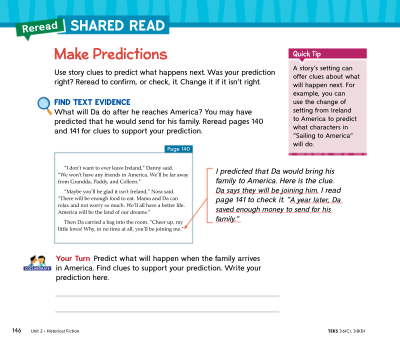 Reread SHARED READ
Make Predictions
Use story clues to predict what happens next. Was your prediction
right? Reread to confirm, or check, it. Change it if it isn't right.
FIND TEXT EVIDENCE
What will Da do after he reaches America? You may have
predicted that he would send for his family. Reread pages 140
and 141 for clues to support your prediction.
Quick Tip
A story's setting can
offer clues about what
will happen next. For
example, you can
use the change of
setting from Ireland
to America to predict
what characters in
"Sailing to America"
will do.
Page 140
"I don't want to ever leave Ireland," Danny said.
"We won't have any friends in America. We'll be far away
from Grandda, Paddy, and Colleen."
"Maybe you'll be glad it isn't Ireland," Nora said.
"There will be enough food to eat. Mama and Da can
relax and not worry so much. We'll all have a better life.
America will be the land of our dreams."
Then Da carried a bag into the room. "Cheer up, my
little loves! Why, in no time at all, you'll be joining me."
I predicted that Da would bring his
family to America. Here is the clue.
Da says they will be joining him. I read
page 141 to check it. "A year later, Da
saved enough money to send for his
family."
COLLABORATE
Your Turn Predict what will happen when the family arrives
in America. Find clues to support your prediction. Write your
prediction here.
146 Unit 2 • Historical Fiction
TEKS 3.6(C), 3.8(D)